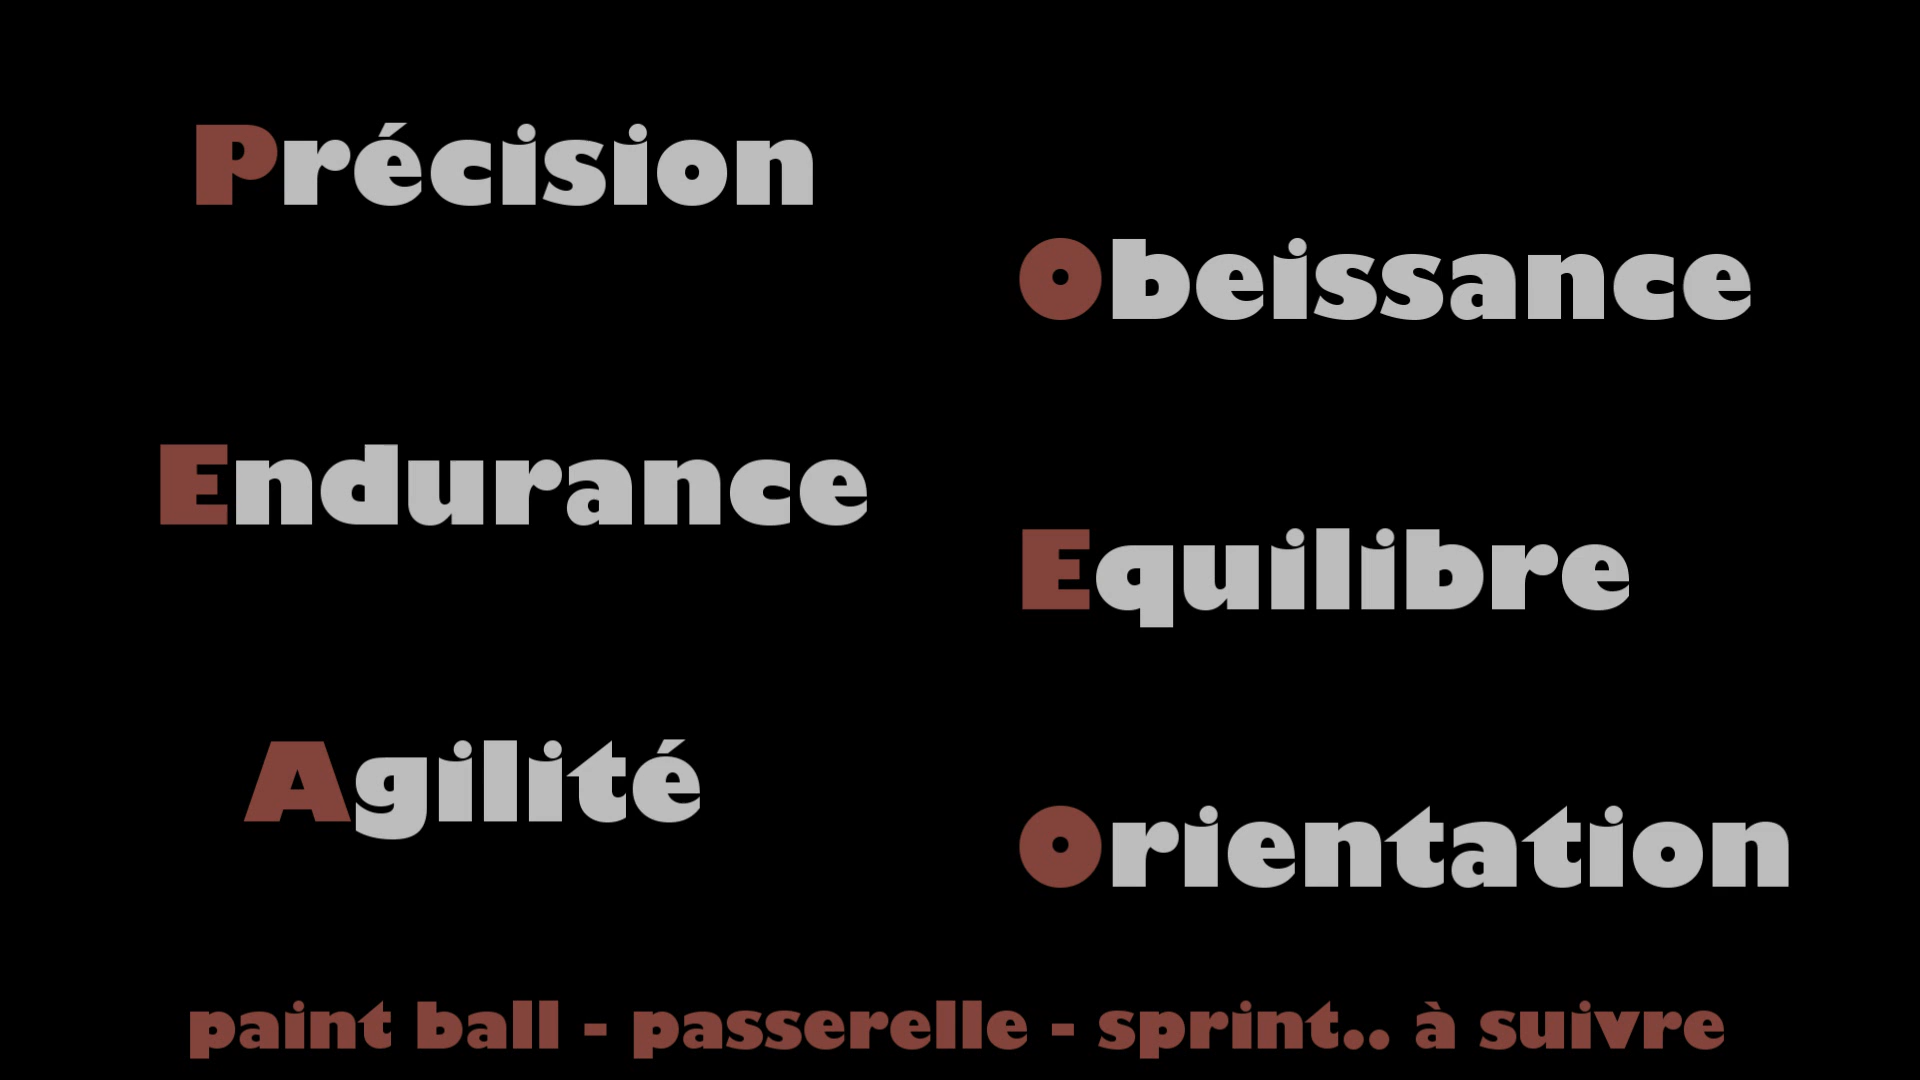 Précision
Obeissance
Endurance
Equilibre
Agilité
Orientation
paint ball - passerelle - sprint.. à suivre